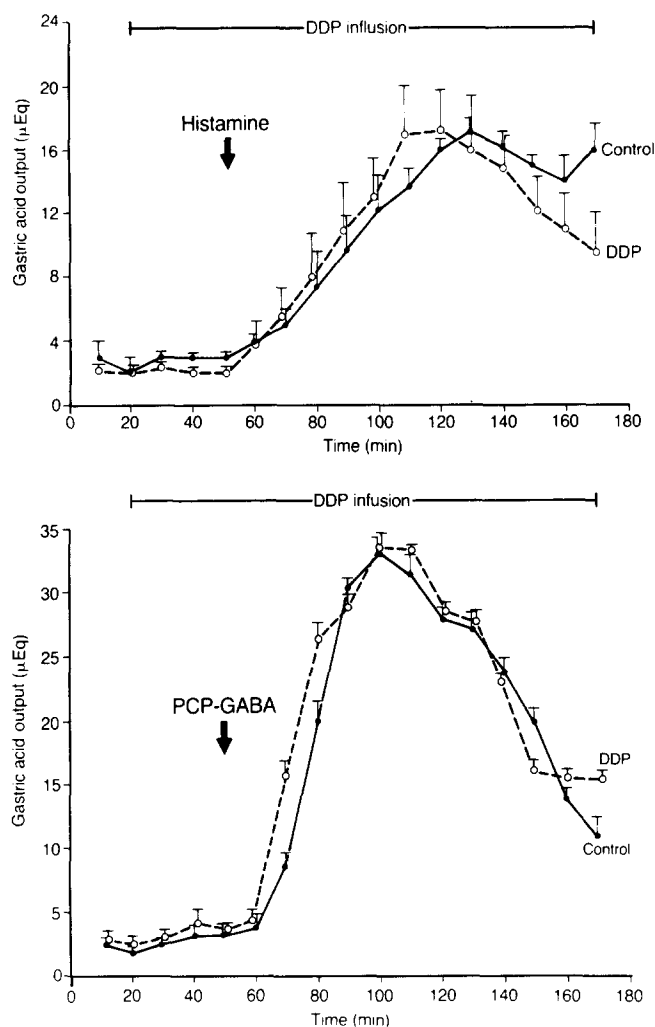 DDP influsion
24
20
16
12
8
4
0
Gastric acid output (μEq)
Histamine
Control
DDP
0 20 40 60 80 100 120 140 160 180
Time (min)
DDP infusion
35
30
25
20
15
10
5
0
Gastric acid output (μEq)
PCP-GABA
DDP
Control
0 20 40 60 80 100 120 140 160 180
Time (min)